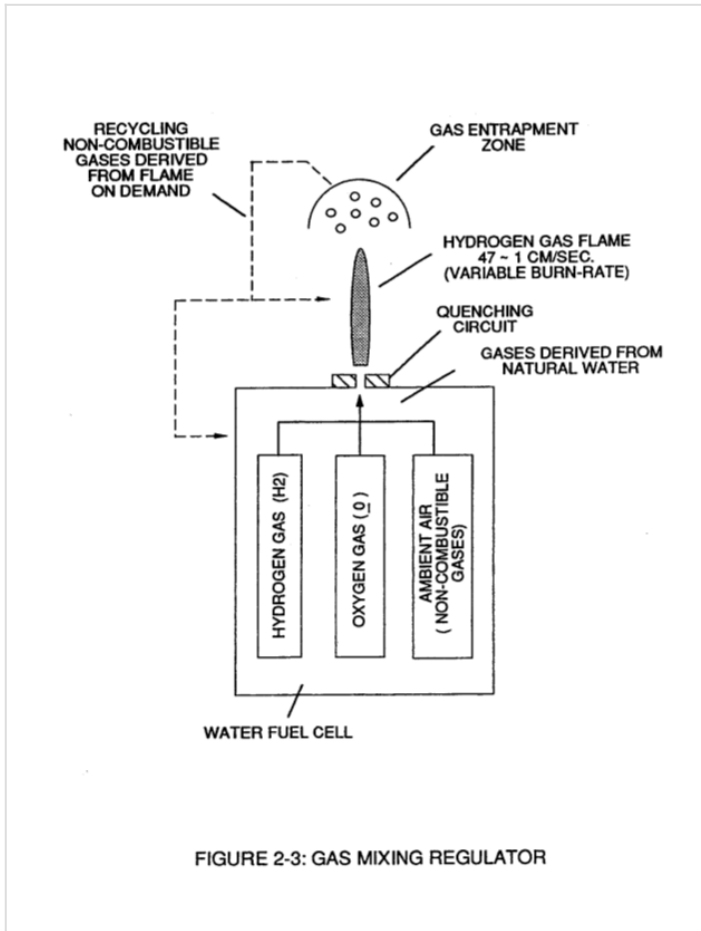 RECYCLING
NON-COMBUSTIBLE
GASES DERIVED
FROM FLAME
ON DEMAND
GAS ENTRAPMENT
ZONE
HYDROGEN GAS FLAME
47 ~ 1 CM/SEC.
(VARIABLE BURN-RATE)
QUENCHING
CIRCUIT
GASES DERIVED FROM
NATURAL WATER
HYDROGEN GAS (H2)
OXYGEN GAS (0)
AMBIENT AIR
( NON-COMBUSTIBLE
GASES)
WATER FUEL CELL
FIGURE 2-3: GAS MIXING REGULATOR